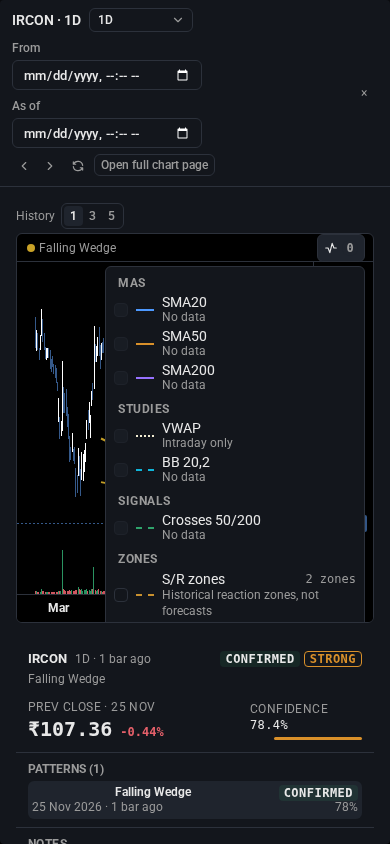 IRCON · 1D 1D
From
mm/dd/yyyy, --:-- --
×
As of
mm/dd/yyyy, --:-- --
Open full chart page
History 1 3 5
Falling Wedge 0
MAS
SMA20
No data
SMA50
No data
SMA200
No data
STUDIES
VWAP
Intraday only
BB 20,2
No data
SIGNALS
Crosses 50/200
No data
ZONES
S/R zones 2 zones
Historical reaction zones, not
forecasts
Mar
IRCON 1D · 1 bar ago CONFIRMED STRONG
Falling Wedge
PREV CLOSE · 25 NOV CONFIDENCE
₹107.36 -0.44% 78.4%
PATTERNS (1)
Falling Wedge CONFIRMED
25 Nov 2026 · 1 bar ago 78%
NOTES